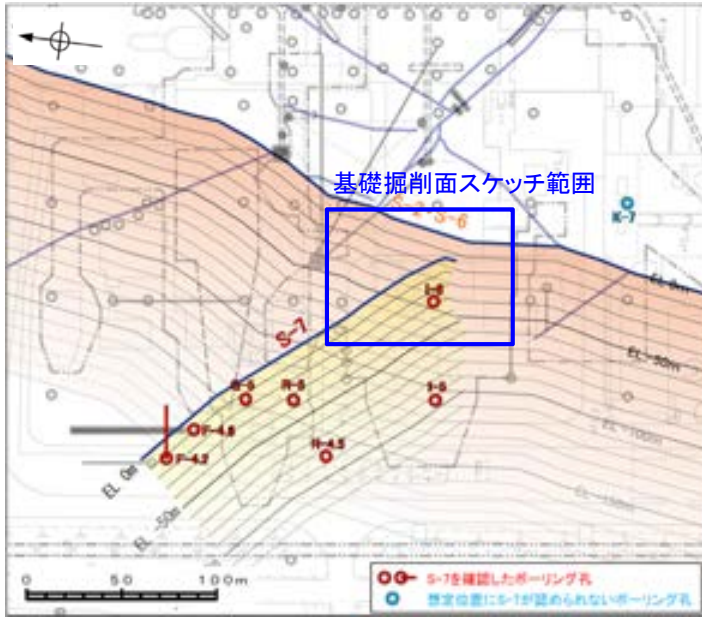 基礎掘削面スケッチ範囲
S-2・S-6
K-7
I-6
EL 0m
S-7
EL -50m
R-5
I-5
F-4.8
EL -100m
F-4.2
H-4.5
EL 0m
EL -50m
0 50 100m
S-7を確認したボーリング孔
想定位置にS-7が認められないボーリング孔